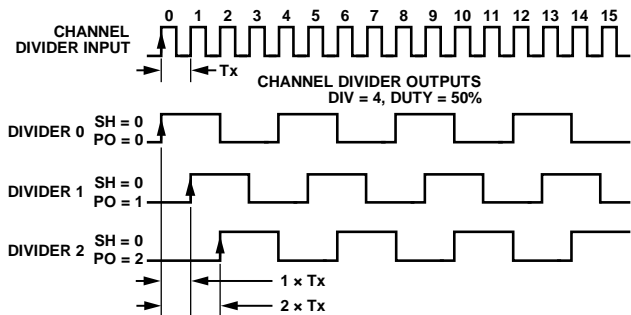 0 1 2 3 4 5 6 7 8 9 10 11 12 13 14 15
CHANNEL
DIVIDER INPUT
Tx
CHANNEL DIVIDER OUTPUTS
DIV = 4, DUTY = 50%
DIVIDER 0
SH = 0
PO = 0
DIVIDER 1
SH = 0
PO = 1
DIVIDER 2
SH = 0
PO = 2
1 × Tx
2 × Tx